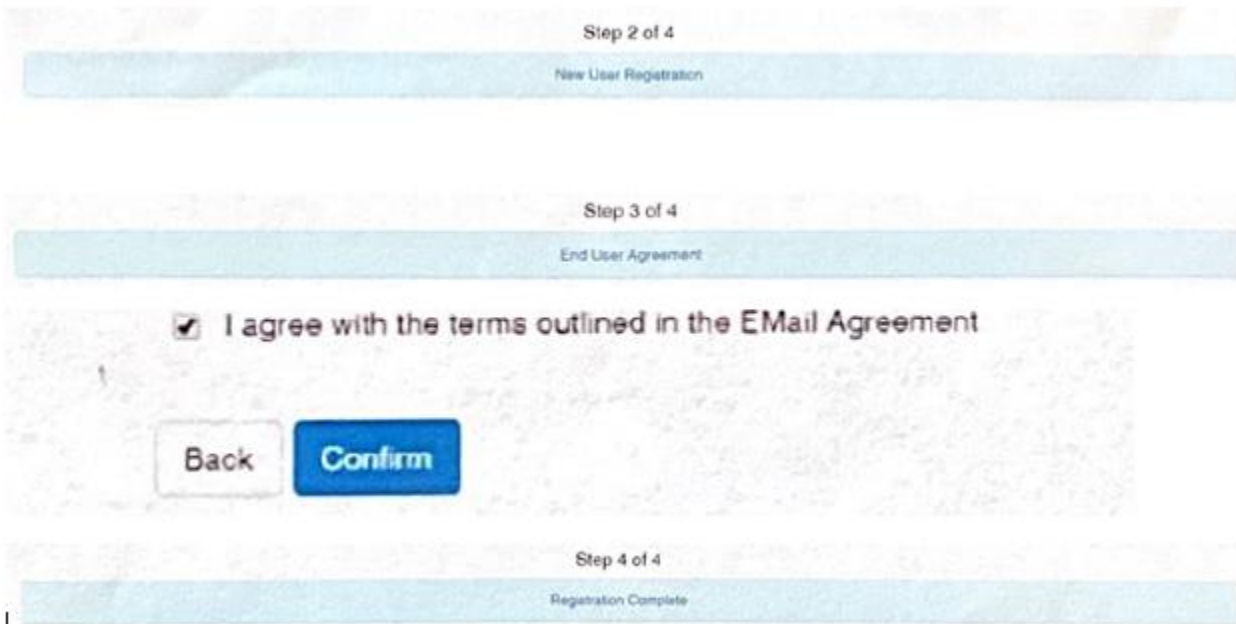 Step 2 of 4
New User Registration
Step 3 of 4
End User Agreement
I agree with the terms outlined in the EMail Agreement
Back Confirm
Step 4 of 4
Registration Complete